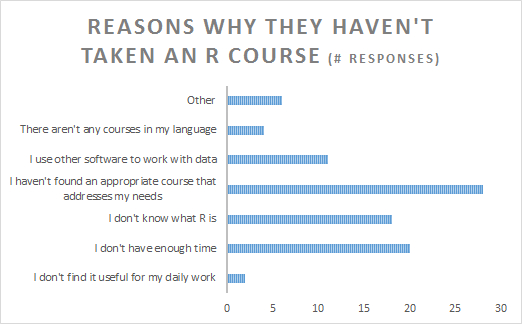 REASONS WHY THEY HAVEN'T
TAKEN AN R COURSE (# RESPONSES)
Other
There aren't any courses in my language
I use other software to work with data
I haven't found an appropriate course that
addresses my needs
I don't know what R is
I don't have enough time
I don't find it useful for my daily work
0 5 10 15 20 25 30